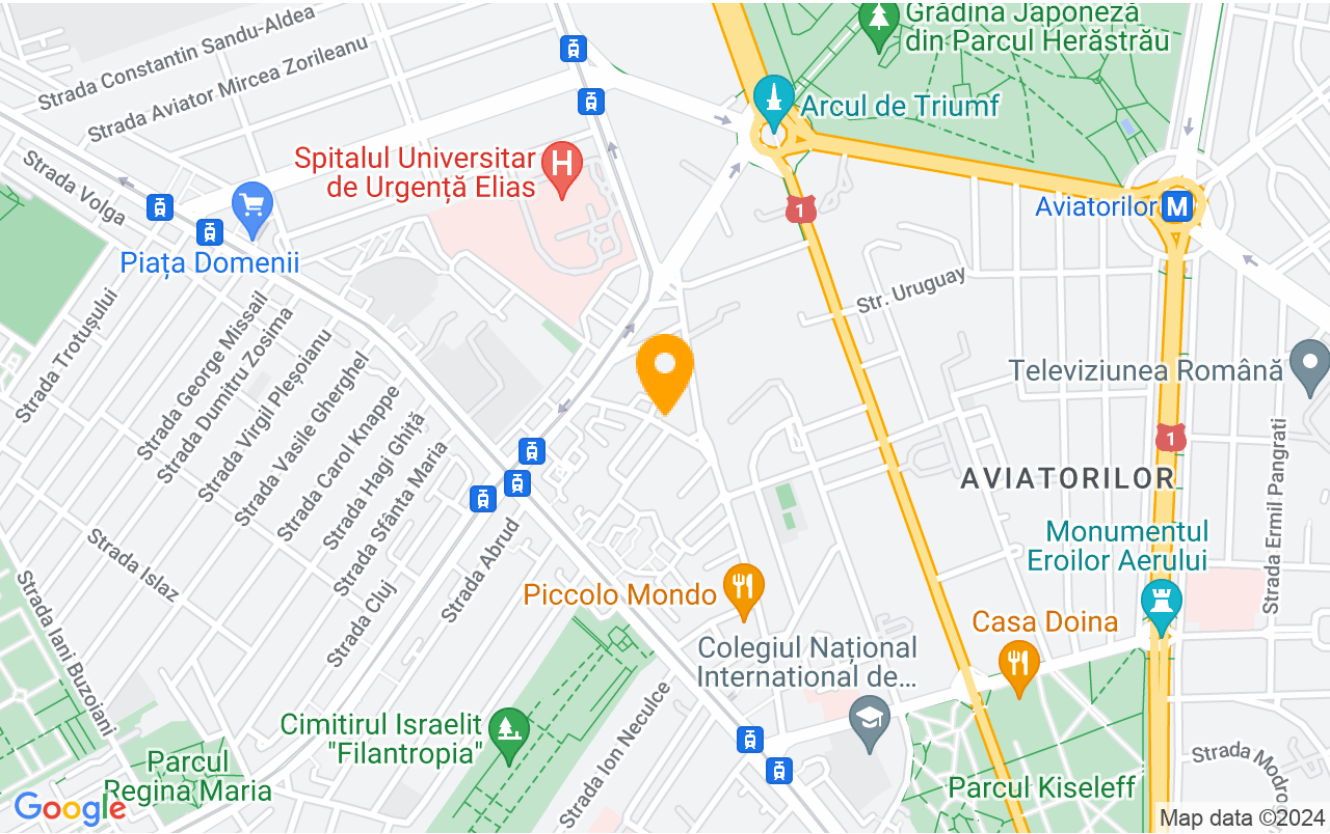 Grădina Japoneză
din Parcul Herăstrău
Strada Constantin Sandu-Aldea
Strada Aviator Mircea Zorileanu
Arcul de Triumf
Spitalul Universitar
de Urgență Elias
H
Strada Volga
1
Aviatorilor
M
Piața Domenii
Str. Uruguay
Strada Trotușului
Strada George Missail
Strada Dumitru Zosima
Strada Virgil Pleșoianu
Strada Vasile Gherghel
Strada Carol Knappe
Strada Hagi Ghiță
Strada Sfânta Maria
Televiziunea Română
1
AVIATORILOR
Strada Ermil Pangrati
Monumentul
Eroilor Aerului
Strada Islaz
Strada Abrud
Strada Cluj
Strada Iani Buzoiani
Piccolo Mondo
Casa Doina
Colegiul Național
International de...
Cimitirul Israelit
"Filantropia"
Strada Ion Neculce
Parcul
Regina Maria
Parcul Kiseleff
Google
Map data ©2024